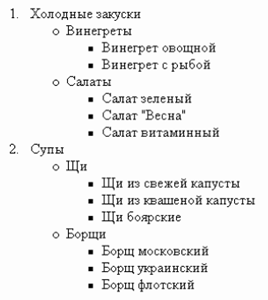 1. Холодные закуски
○ Винегреты
■ Винегрет овощной
■ Винегрет с рыбой
○ Салаты
■ Салат зеленый
■ Салат "Весна"
■ Салат витаминный
2. Супы
○ Щи
■ Щи из свежей капусты
■ Щи из квашеной капусты
■ Щи боярские
○ Борщи
■ Борщ московский
■ Борщ украинский
■ Борщ флотский